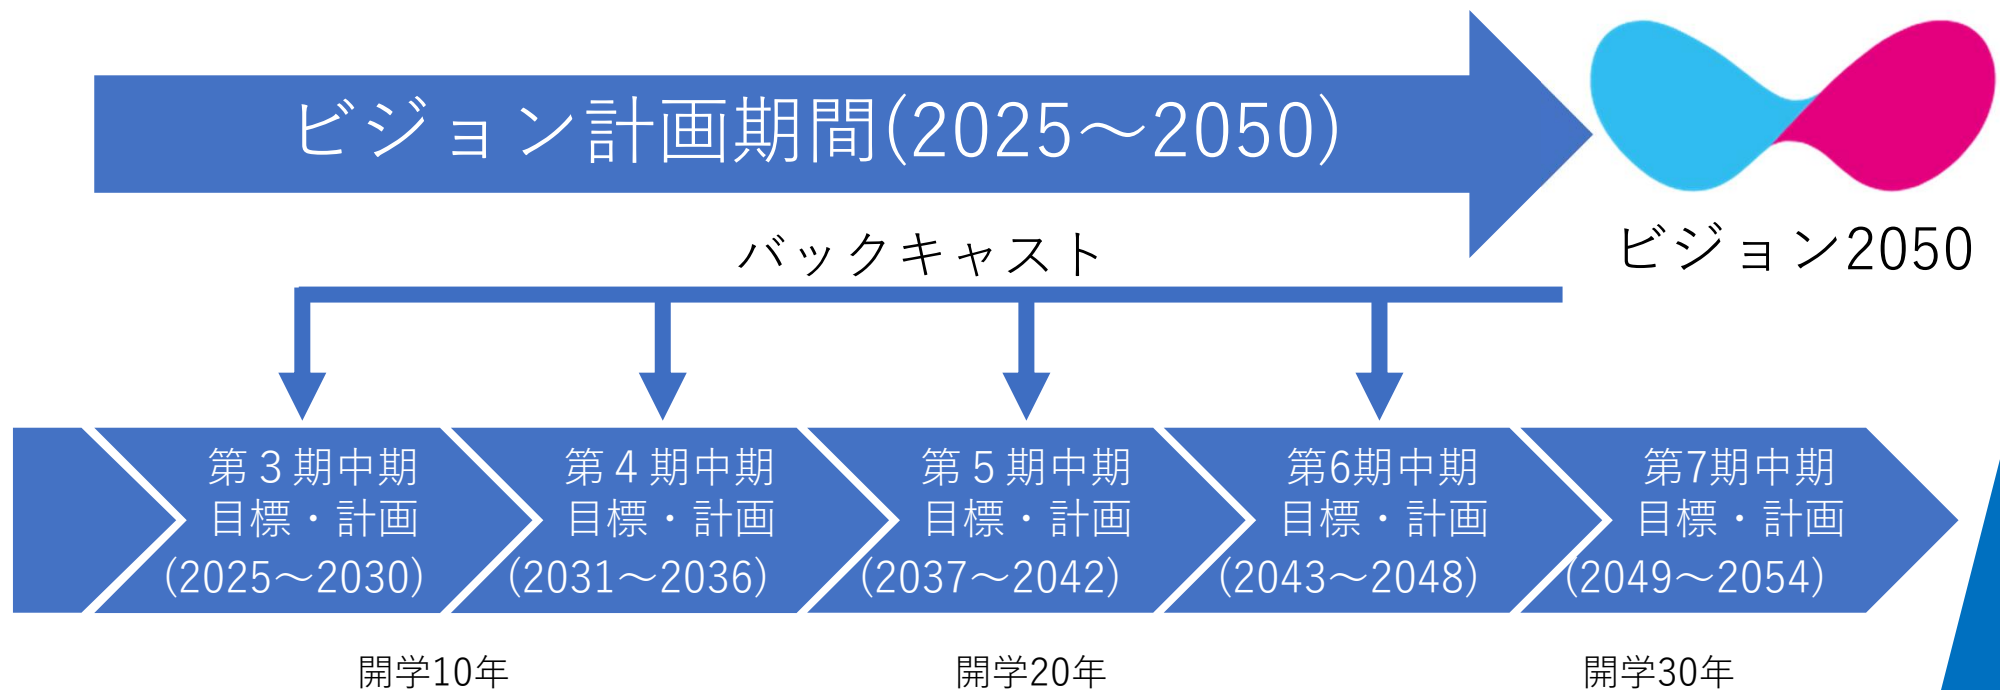 ビジョン計画期間(2025～2050)
ビジョン2050
バックキャスト
第３期中期
目標・計画
(2025～2030)
第４期中期
目標・計画
(2031～2036)
第５期中期
目標・計画
(2037～2042)
第6期中期
目標・計画
(2043～2048)
第7期中期
目標・計画
(2049～2054)
開学10年
開学20年
開学30年